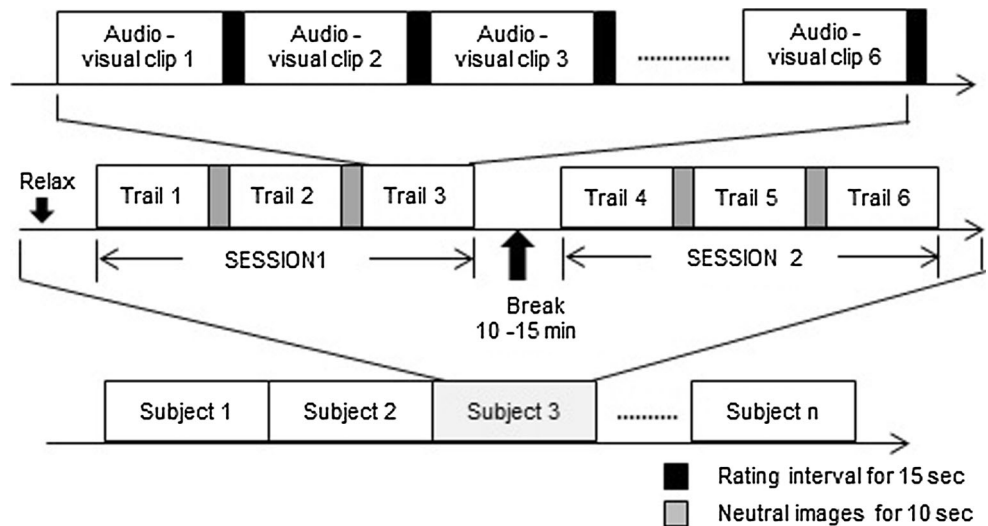 Audio -
visual clip 1
Audio -
visual clip 2
Audio -
visual clip 3
Audio -
visual clip 6
Relax
Trail 1
Trail 2
Trail 3
Trail 4
Trail 5
Trail 6
SESSION1
SESSION 2
Break
10 -15 min
Subject 1
Subject 2
Subject 3
Subject n
Rating interval for 15 sec
Neutral images for 10 sec